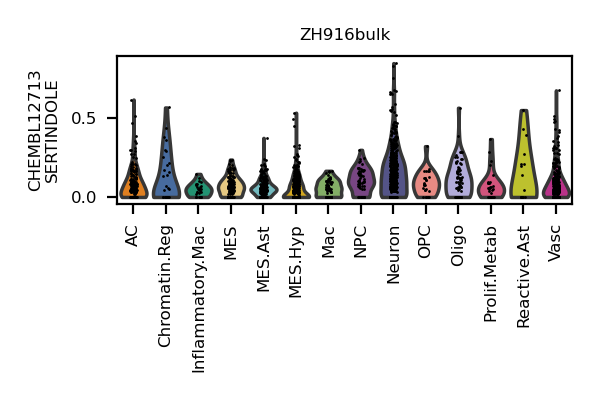 ZH916bulk
CHEMBL12713
SERTINDOLE
0.5
0.0
AC
Chromatin.Reg
Inflammatory.Mac
MES
MES.Ast
MES.Hyp
Mac
NPC
Neuron
OPC
Oligo
Prolif.Metab
Reactive.Ast
Vasc